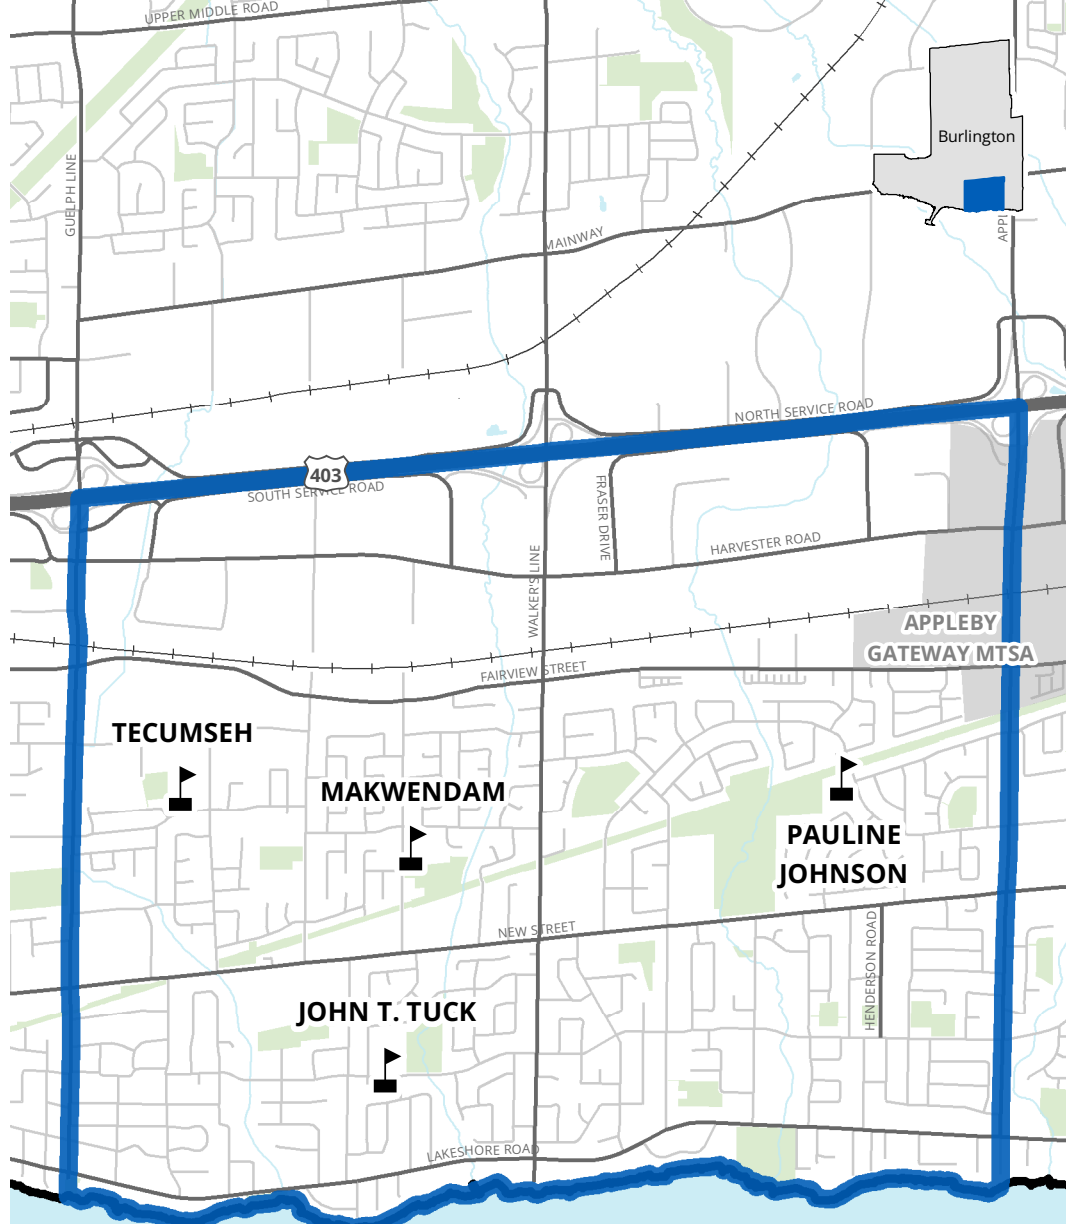 UPPER MIDDLE ROAD
Burlington
GUELPH LINE
APPL
MAINWAY
NORTH SERVICE ROAD
403
SOUTH SERVICE ROAD
FRASER DRIVE
HARVESTER ROAD
WALKER'S LINE
APPLEBY
GATEWAY MTSA
FAIRVIEW STREET
TECUMSEH
MAKWENDAM
PAULINE
JOHNSON
NEW STREET
HENDERSON ROAD
JOHN T. TUCK
LAKESHORE ROAD